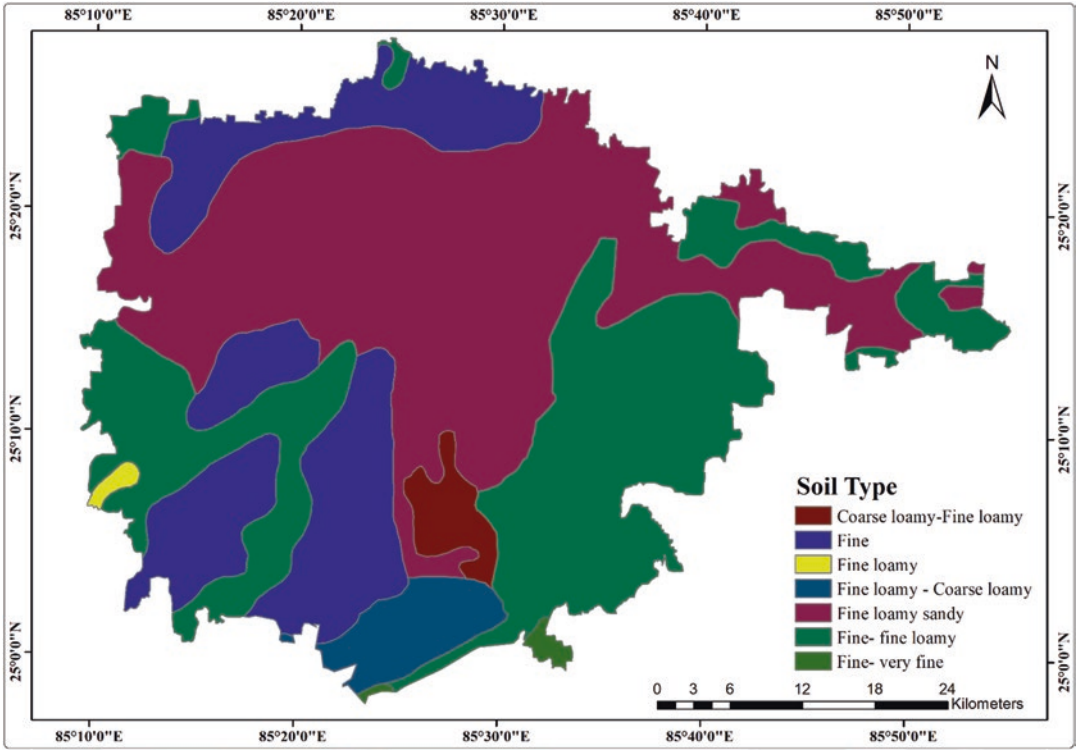 85°10'0"E 85°20'0"E 85°30'0"E 85°40'0"E 85°50'0"E
N
25°20'0"N 25°20'0"N
25°10'0"N 25°10'0"N
Soil Type
Coarse loamy-Fine loamy
Fine
Fine loamy
Fine loamy - Coarse loamy
Fine loamy sandy
Fine- fine loamy
Fine- very fine
25°0'0"N 25°0'0"N
0 3 6 12 18 24
Kilometers
85°10'0"E 85°20'0"E 85°30'0"E 85°40'0"E 85°50'0"E